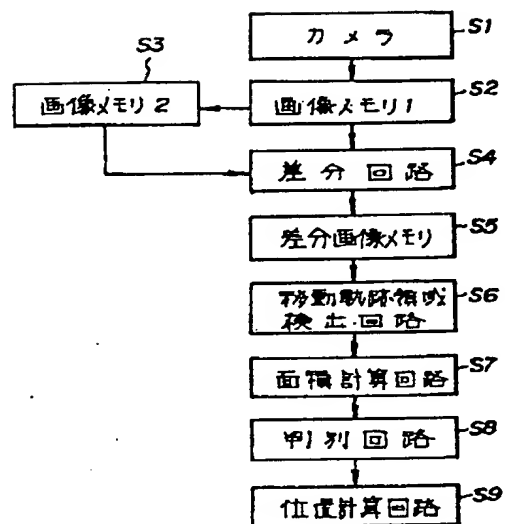 カメラ
S1
S3
画像メモリ2
画像メモリ1
S2
差分回路
S4
差分画像メモリ
S5
移動軌跡領域
検出回路
S6
面積計算回路
S7
判別回路
S8
位置計算回路
S9